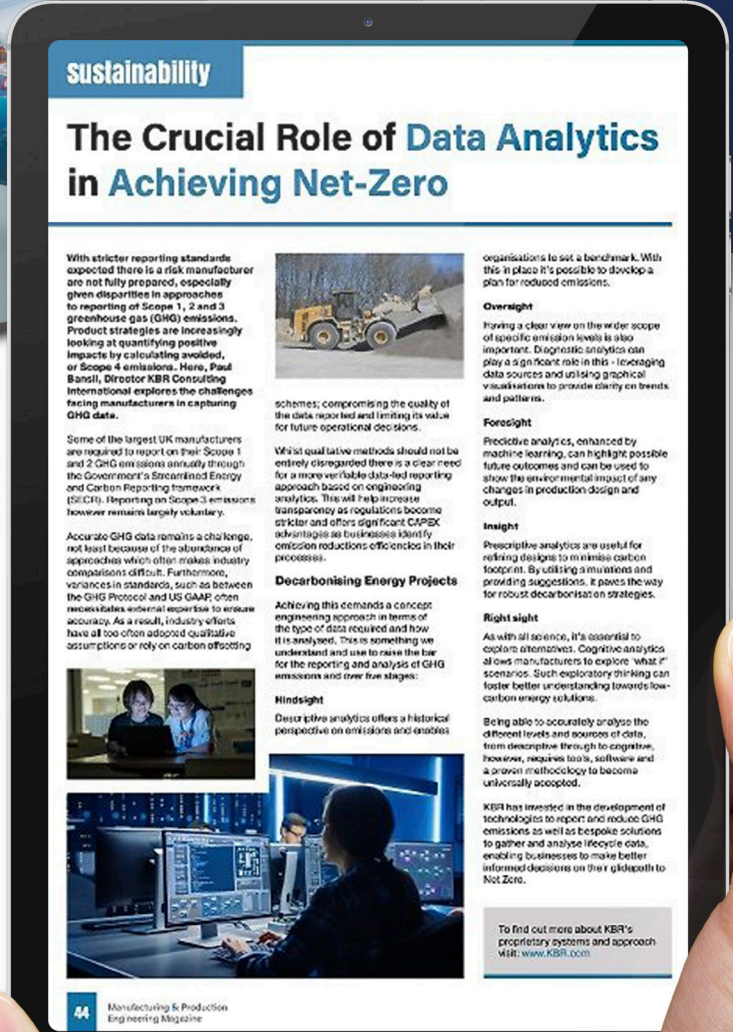 sustainability
The Crucial Role of Data Analytics
in Achieving Net-Zero
With stricter reporting standards
expected there is a risk manufacturer
are not fully prepared, especially
given disparities in approaches
to reporting of Scope 1, 2 and 3
greenhouse gas (GHG) emissions.
Product strategies are increasingly
looking at quantifying positive
impacts by calculating avoided,
or Scope 4 emissions. Here, Paul
Bansil, Director KBR Consulting
International explores the challenges
facing manufacturers in capturing
GHG data.
Some of the largest UK manufacturers
are required to report on their Scope 1
and 2 GHG emissions annually through
the Government's Streamlined Energy
and Carbon Reporting framework
(SECR). Reporting on Scope 3 emissions
however remains largely voluntary.
Accurate GHG data remains a challenge,
not least because of the abundance of
approaches which often makes industry
comparisons difficult. Furthermore,
variances in standards, such as between
the GHG Protocol and US GAAP, often
necessitates external expertise to ensure
accuracy. As a result, industry efforts
have all too often adopted qualitative
assumptions or rely on carbon offsetting
schemes; compromising the quality of
the data reported and limiting its value
for future operational decisions.
Whilst qualitative methods should not be
entirely disregarded there is a clear need
for a more verifiable data-led reporting
approach based on engineering
analytics. This will help increase
transparency as regulations become
stricter and offers significant CAPEX
advantages as businesses identify
emission reductions efficiencies in their
processes.
Decarbonising Energy Projects
Achieving this demands a concept
engineering approach in terms of
the type of data required and how
it is analysed. This is something we
understand and use to raise the bar
for the reporting and analysis of GHG
emissions and over five stages:
Hindsight
Descriptive analytics offers a historical
perspective on emissions and enables
organisations to set a benchmark. With
this in place it's possible to develop a
plan for reduced emissions.
Oversight
Having a clear view on the wider scope
of specific emission levels is also
important. Diagnostic analytics can
play a significant role in this - leveraging
data sources and utilising graphical
visualisations to provide clarity on trends
and patterns.
Foresight
Predictive analytics, enhanced by
machine learning, can highlight possible
future outcomes and can be used to
show the environmental impact of any
changes in production design and
output.
Insight
Prescriptive analytics are useful for
refining designs to minimise carbon
footprint. By utilising simulations and
providing suggestions, it paves the way
for robust decarbonisation strategies.
Right sight
As with all science, it's essential to
explore alternatives. Cognitive analytics
allows manufacturers to explore 'what if'
scenarios. Such exploratory thinking can
foster better understanding towards low-
carbon energy solutions.
Being able to accurately analyse the
different levels and sources of data,
from descriptive through to cognitive,
however, requires tools, software and
a proven methodology to become
universally accepted.
KBR has invested in the development of
technologies to report and reduce GHG
emissions as well as bespoke solutions
to gather and analyse lifecycle data,
enabling businesses to make better
informed decisions on their glidepath to
Net Zero.
To find out more about KBR's
proprietary systems and approach
visit: www.KBR.com
44
Manufacturing & Production
Engineering Magazine